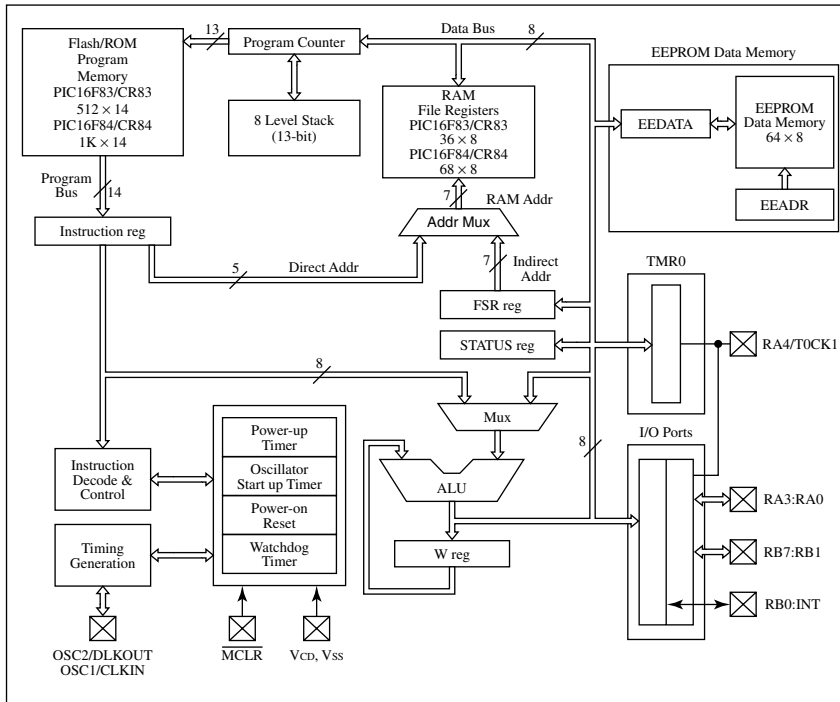 Flash/ROM
Program
Memory
PIC16F83/CR83
512 × 14
PIC16F84/CR84
1K × 14
13
Program Counter
8 Level Stack
(13-bit)
Data Bus
8
RAM
File Registers
PIC16F83/CR83
36 × 8
PIC16F84/CR84
68 × 8
EEPROM Data Memory
EEDATA
EEPROM
Data Memory
64 × 8
EEADR
Program
Bus
14
Instruction reg
7
RAM Addr
Addr Mux
5
Direct Addr
7
Indirect
Addr
FSR reg
STATUS reg
TMR0
RA4/T0CK1
8
Mux
8
I/O Ports
Power-up
Timer
Oscillator
Start up Timer
Power-on
Reset
Watchdog
Timer
Instruction
Decode &
Control
Timing
Generation
ALU
W reg
RA3:RA0
RB7:RB1
RB0:INT
OSC2/DLKOUT
OSC1/CLKIN
MCLR
VCD, VSS